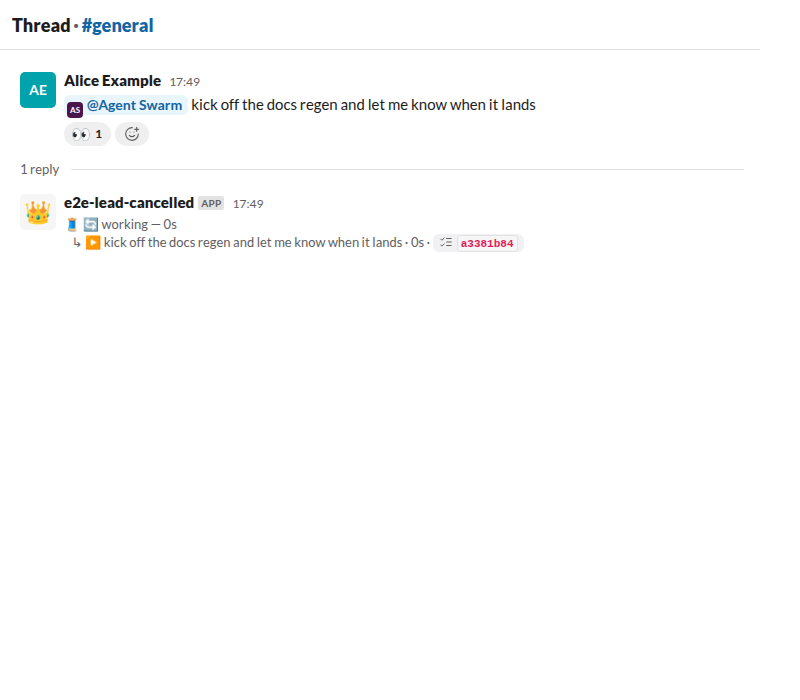 Thread • #general
AE
Alice Example 17:49
AS @Agent Swarm kick off the docs regen and let me know when it lands
👀 1
1 reply
e2e-lead-cancelled APP 17:49
🧵 🔄 working — 0s
↳ ▶️ kick off the docs regen and let me know when it lands · 0s · a3381b84